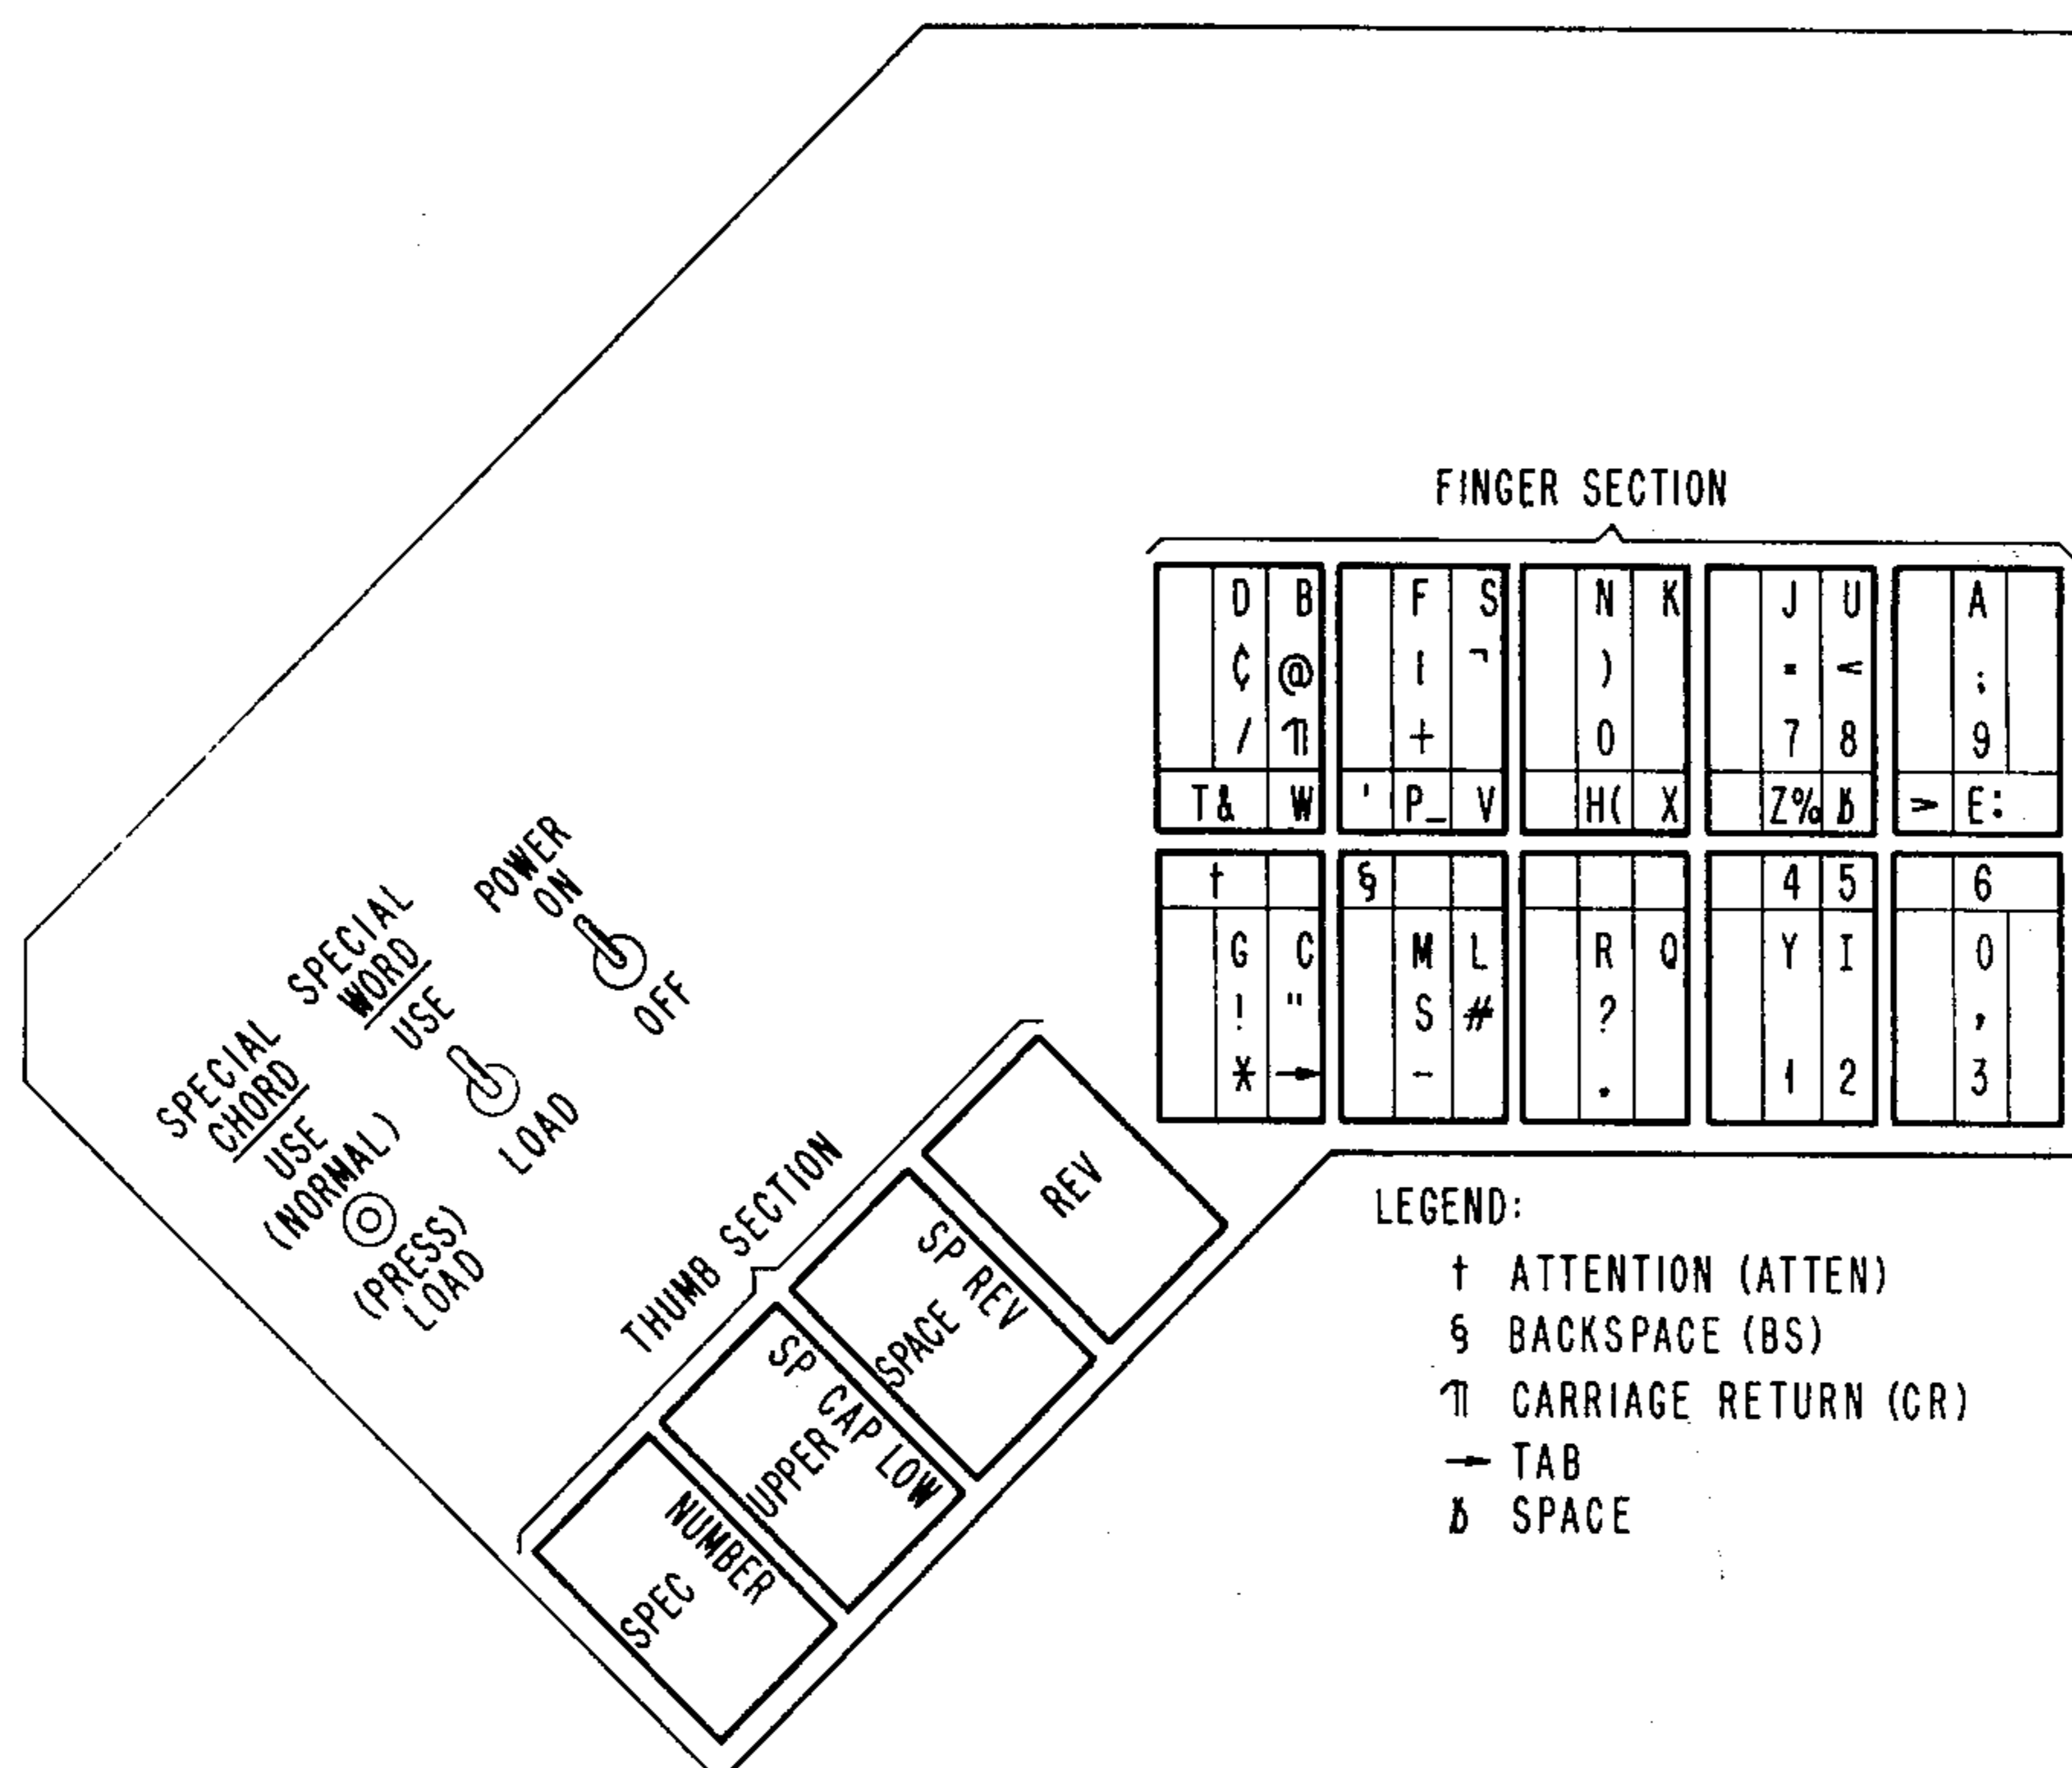 FINGER SECTION
D B F S N K J U A
¢ @ [ ¬ ) = < ;
/ ¶ + 0 7 8 9
T& W ' P_ V H( X Z% ␢ > E:
† § 4 5 6
G C M L R Q Y I O
! " S # ? ,
* → - . 1 2 3
POWER
ON
OFF
SPECIAL
WORD
USE
LOAD
SPECIAL
CHORD
USE
(NORMAL)
(PRESS)
LOAD
THUMB SECTION
REV
SP REV
SPACE
SP CAP LOW
UPPER
NUMBER
SPEC
LEGEND:
† ATTENTION (ATTEN)
§ BACKSPACE (BS)
¶ CARRIAGE RETURN (CR)
→ TAB
␢ SPACE